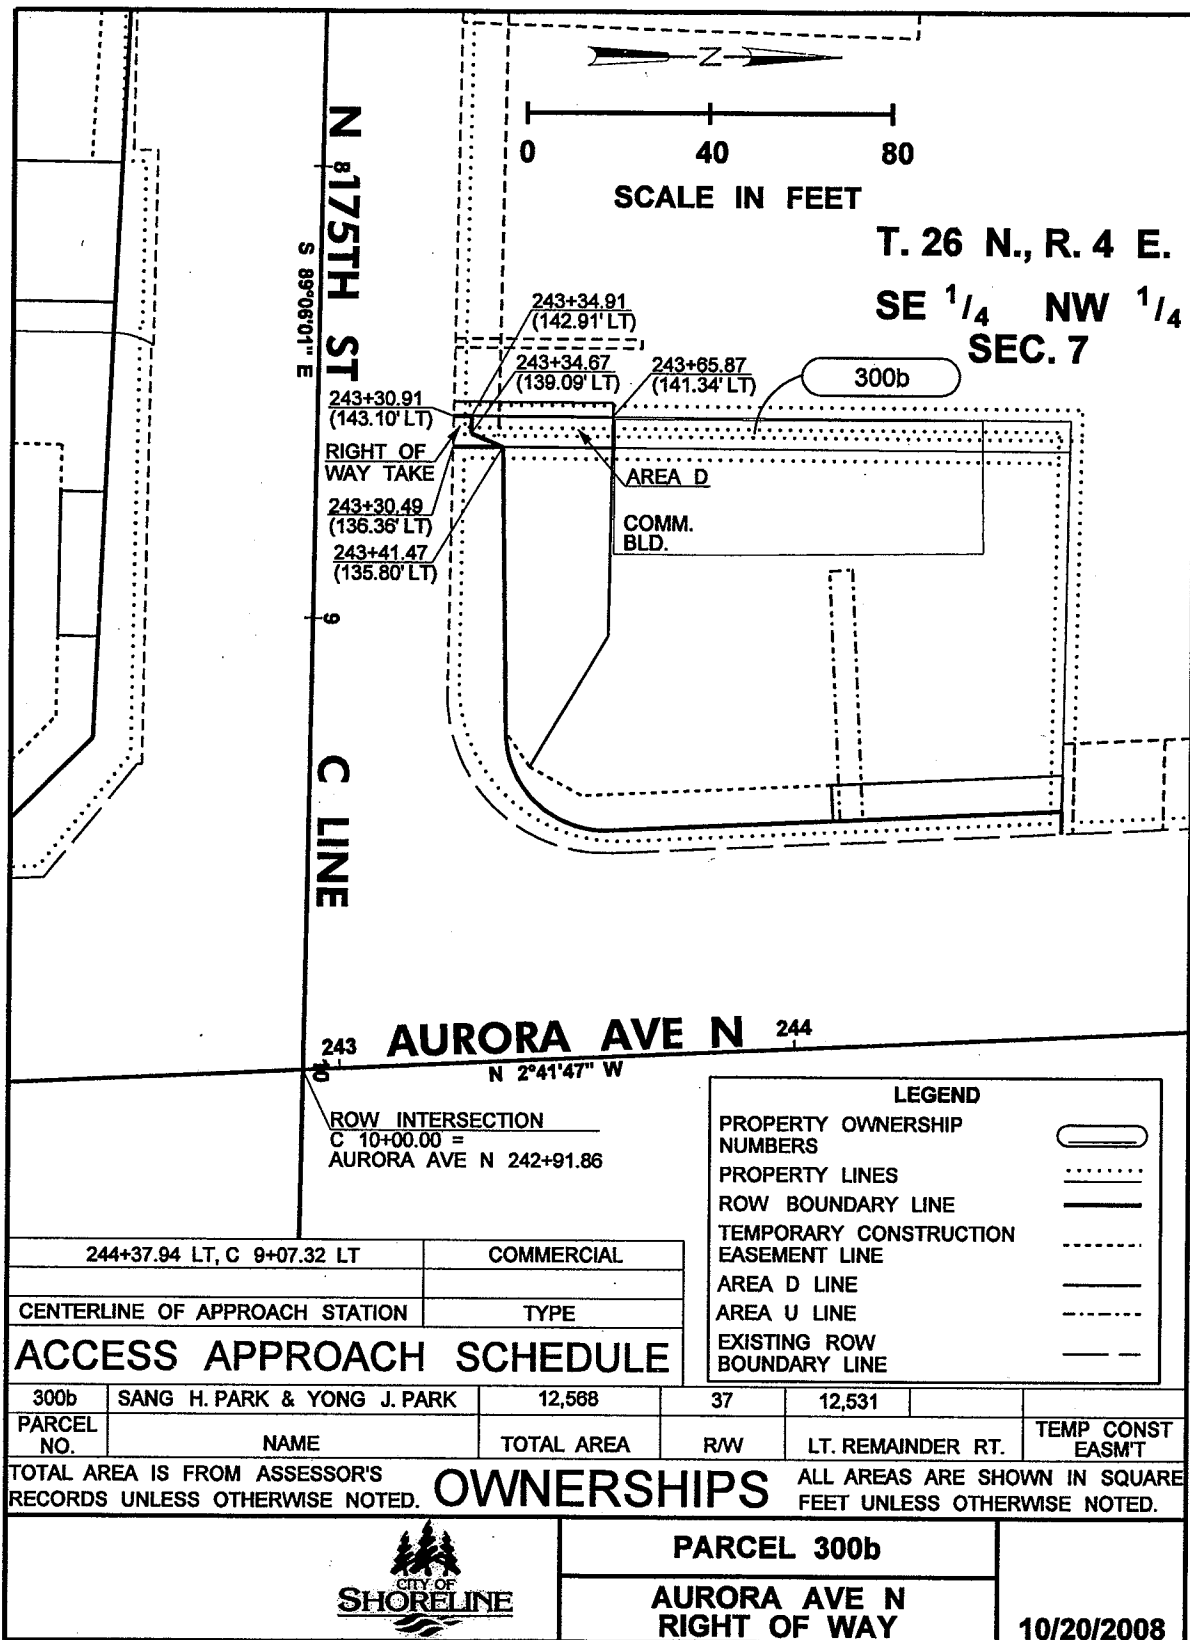 Z
0 40 80
SCALE IN FEET
T. 26 N., R. 4 E.
SE 1/4 NW 1/4
SEC. 7
N 175TH ST
8
S 89°06'01" E
243+34.91
(142.91' LT)
243+34.67
(139.09' LT)
243+65.87
(141.34' LT)
300b
243+30.91
(143.10' LT)
RIGHT OF
WAY TAKE
AREA D
243+30.49
(136.36' LT)
COMM.
BLD.
243+41.47
(135.80' LT)
9
C LINE
243 AURORA AVE N 244
10
N 2°41'47" W
ROW INTERSECTION
C 10+00.00 =
AURORA AVE N 242+91.86
LEGEND
PROPERTY OWNERSHIP
NUMBERS
PROPERTY LINES
ROW BOUNDARY LINE
TEMPORARY CONSTRUCTION
EASEMENT LINE
AREA D LINE
AREA U LINE
EXISTING ROW
BOUNDARY LINE
244+37.94 LT, C 9+07.32 LT COMMERCIAL
CENTERLINE OF APPROACH STATION TYPE
ACCESS APPROACH SCHEDULE
300b SANG H. PARK & YONG J. PARK 12,568 37 12,531
PARCEL
NO. NAME TOTAL AREA R/W LT. REMAINDER RT. TEMP CONST
EASM'T
TOTAL AREA IS FROM ASSESSOR'S
RECORDS UNLESS OTHERWISE NOTED.
OWNERSHIPS
ALL AREAS ARE SHOWN IN SQUARE
FEET UNLESS OTHERWISE NOTED.
CITY OF
SHORELINE
PARCEL 300b
AURORA AVE N
RIGHT OF WAY
10/20/2008